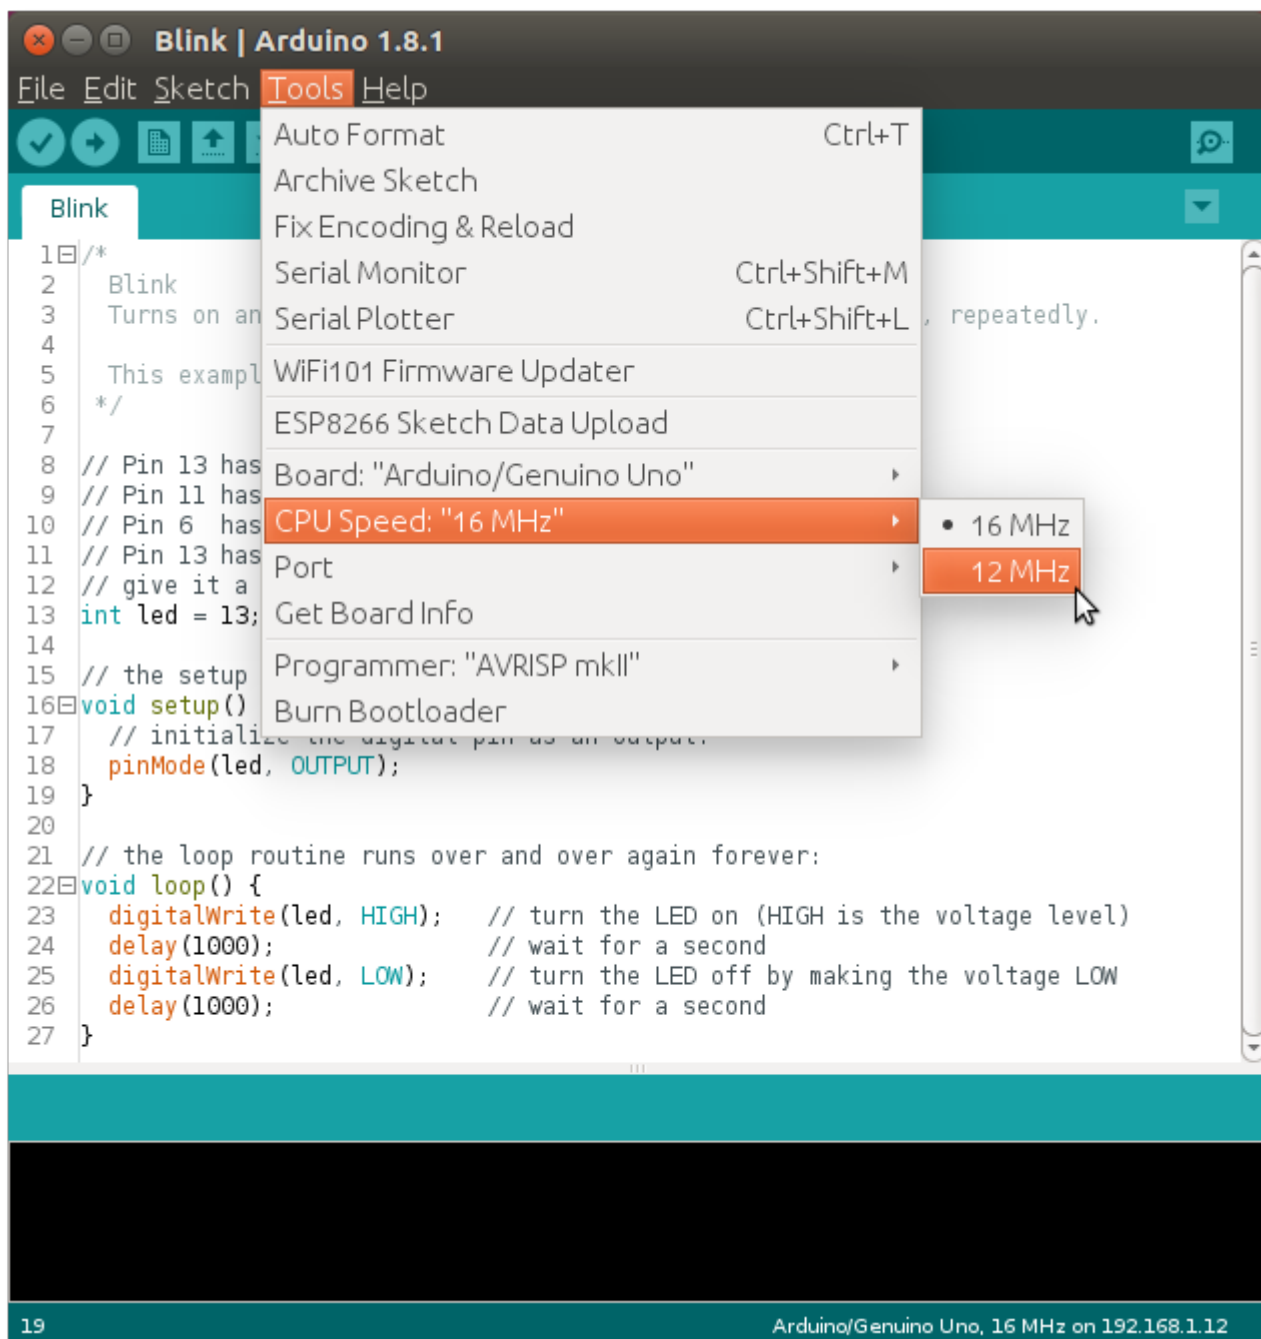 Blink | Arduino 1.8.1
File Edit Sketch Tools Help
Auto Format Ctrl+T
Archive Sketch
Fix Encoding & Reload
Serial Monitor Ctrl+Shift+M
Serial Plotter Ctrl+Shift+L
WiFi101 Firmware Updater
ESP8266 Sketch Data Upload
Board: "Arduino/Genuino Uno"
CPU Speed: "16 MHz"
Port
Get Board Info
Programmer: "AVRISP mkII"
Burn Bootloader
• 16 MHz
12 MHz
Blink
1 /*
2 Blink
3 Turns on an , repeatedly.
4
5 This exampl
6 */
7
8 // Pin 13 has
9 // Pin 11 has
10 // Pin 6 has
11 // Pin 13 has
12 // give it a
13 int led = 13;
14
15 // the setup
16 void setup()
17 // initialize the digital pin as an output.
18 pinMode(led, OUTPUT);
19 }
20
21 // the loop routine runs over and over again forever:
22 void loop() {
23 digitalWrite(led, HIGH); // turn the LED on (HIGH is the voltage level)
24 delay(1000); // wait for a second
25 digitalWrite(led, LOW); // turn the LED off by making the voltage LOW
26 delay(1000); // wait for a second
27 }
19
Arduino/Genuino Uno, 16 MHz on 192.168.1.12